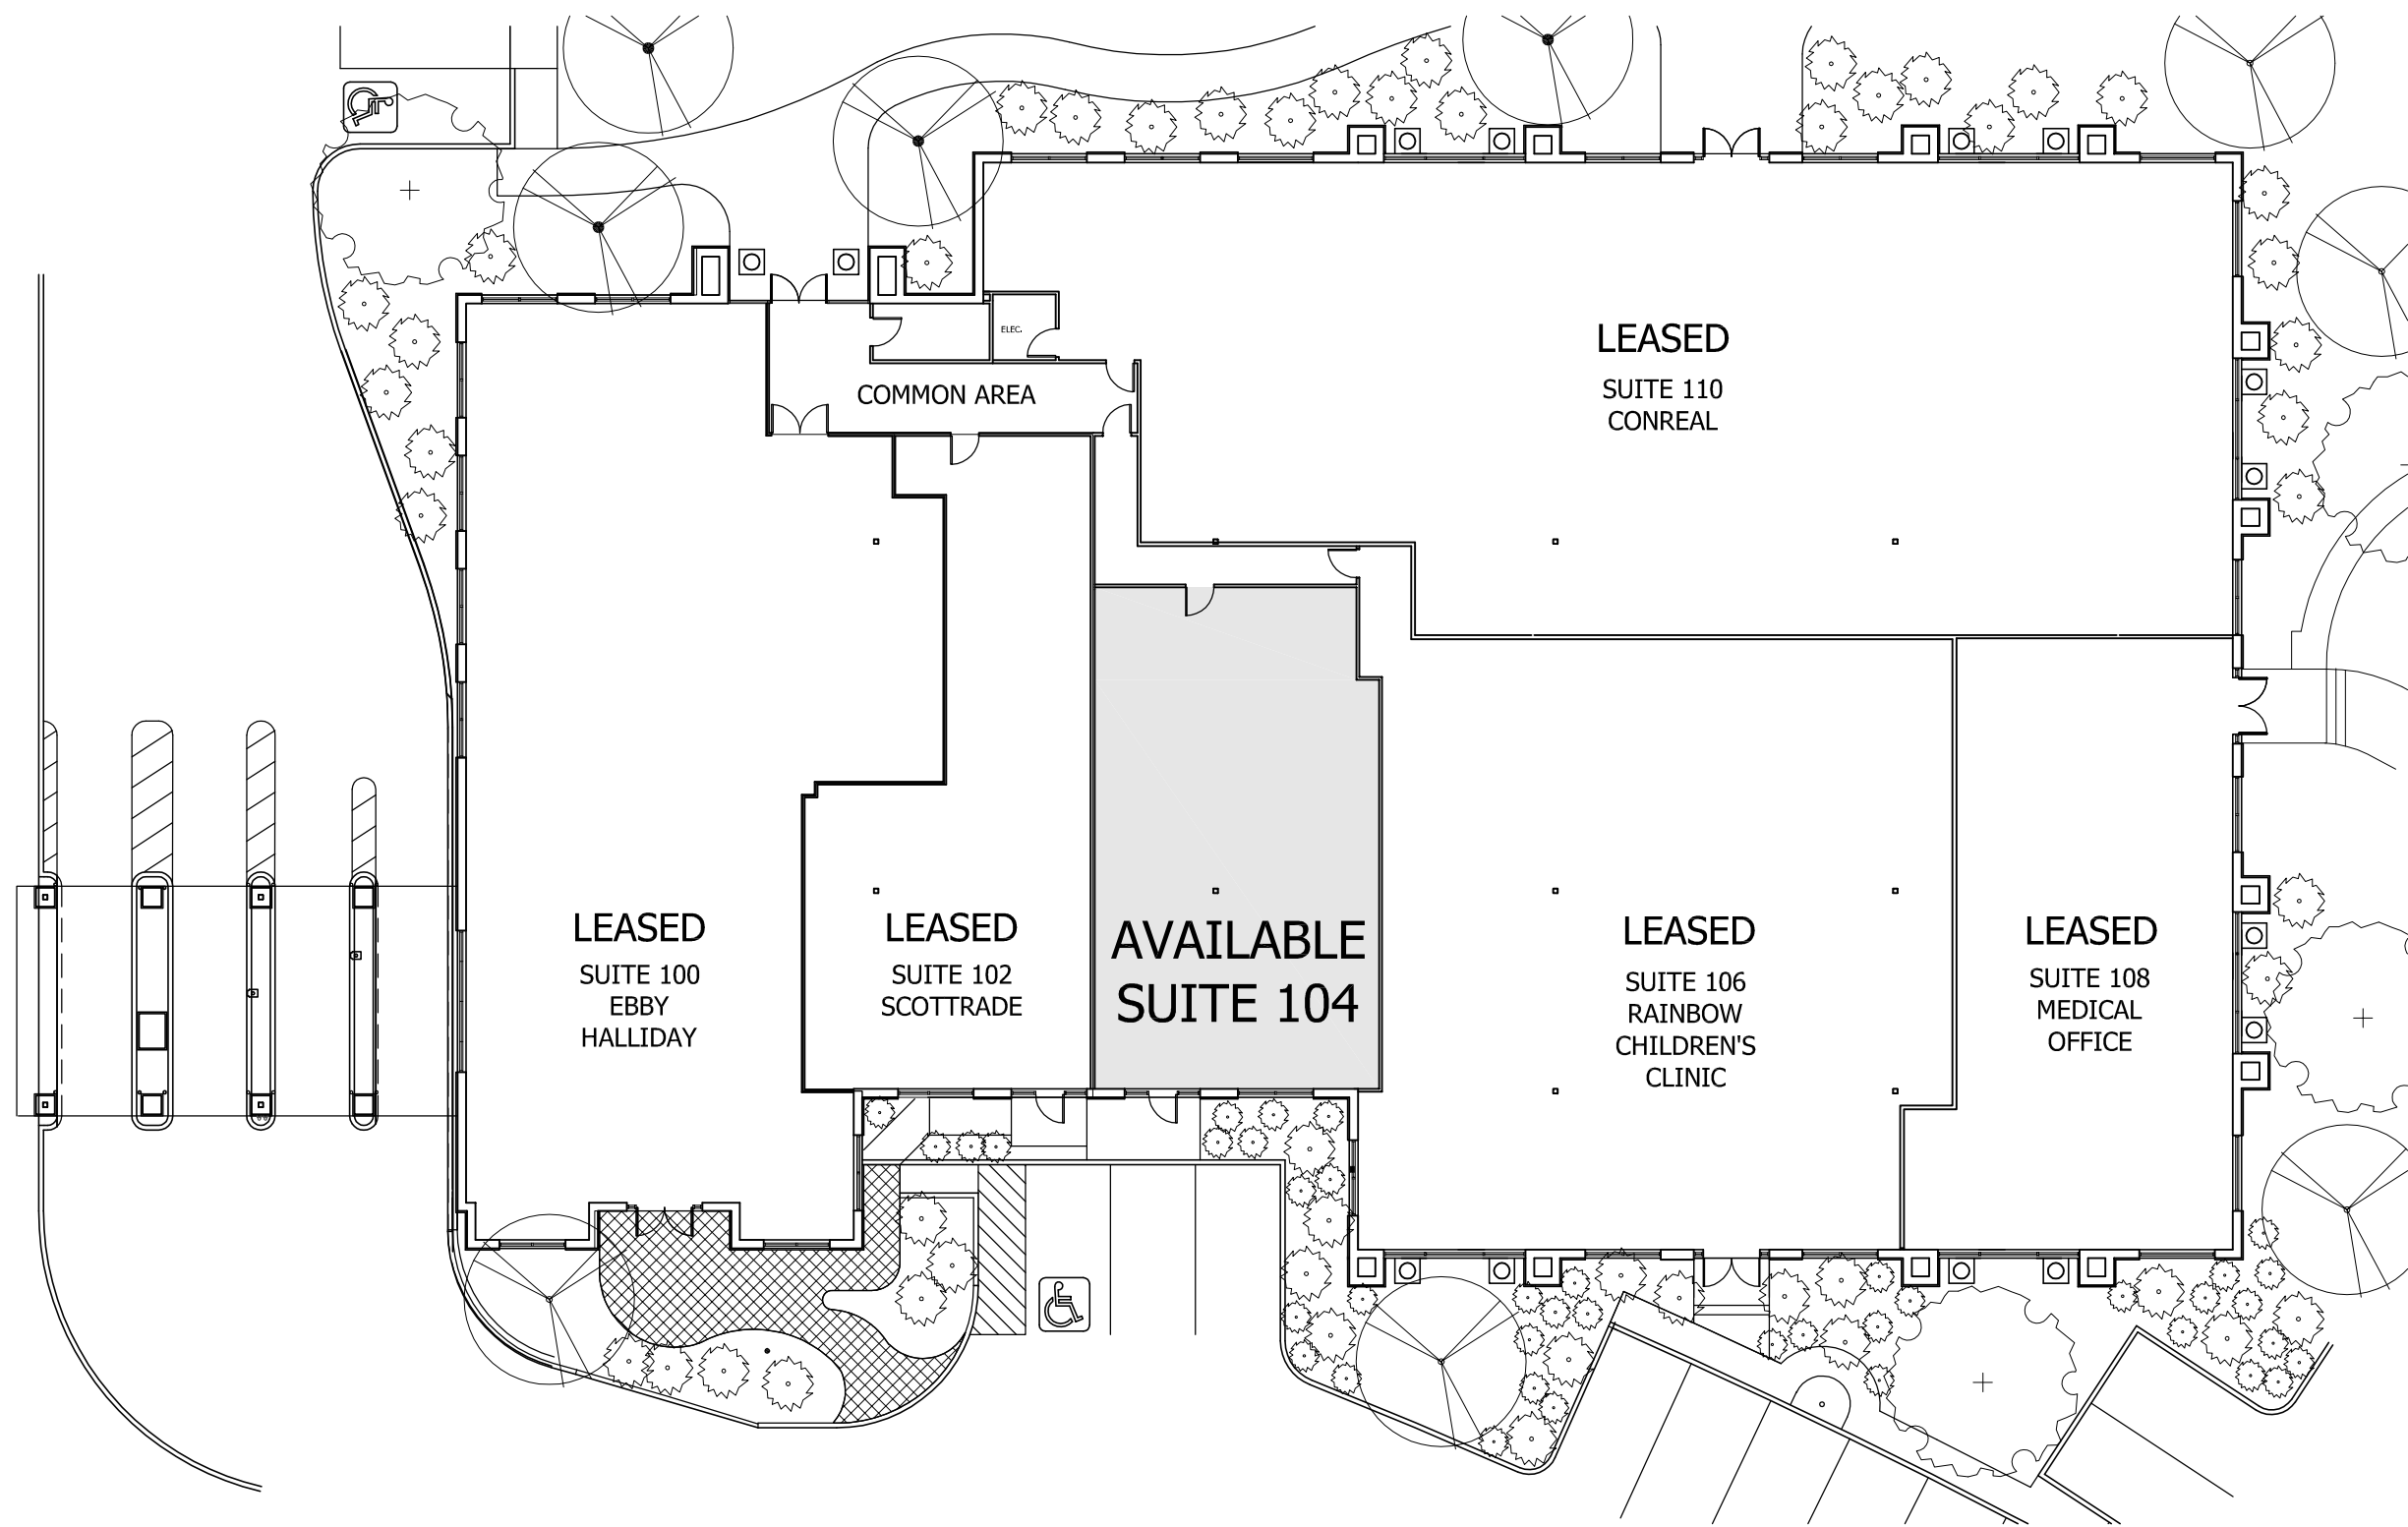 ELEC.
LEASED
SUITE 110
CONREAL
COMMON AREA
LEASED
SUITE 100
EBBY
HALLIDAY
LEASED
SUITE 102
SCOTTRADE
AVAILABLE
SUITE 104
LEASED
SUITE 106
RAINBOW
CHILDREN'S
CLINIC
LEASED
SUITE 108
MEDICAL
OFFICE